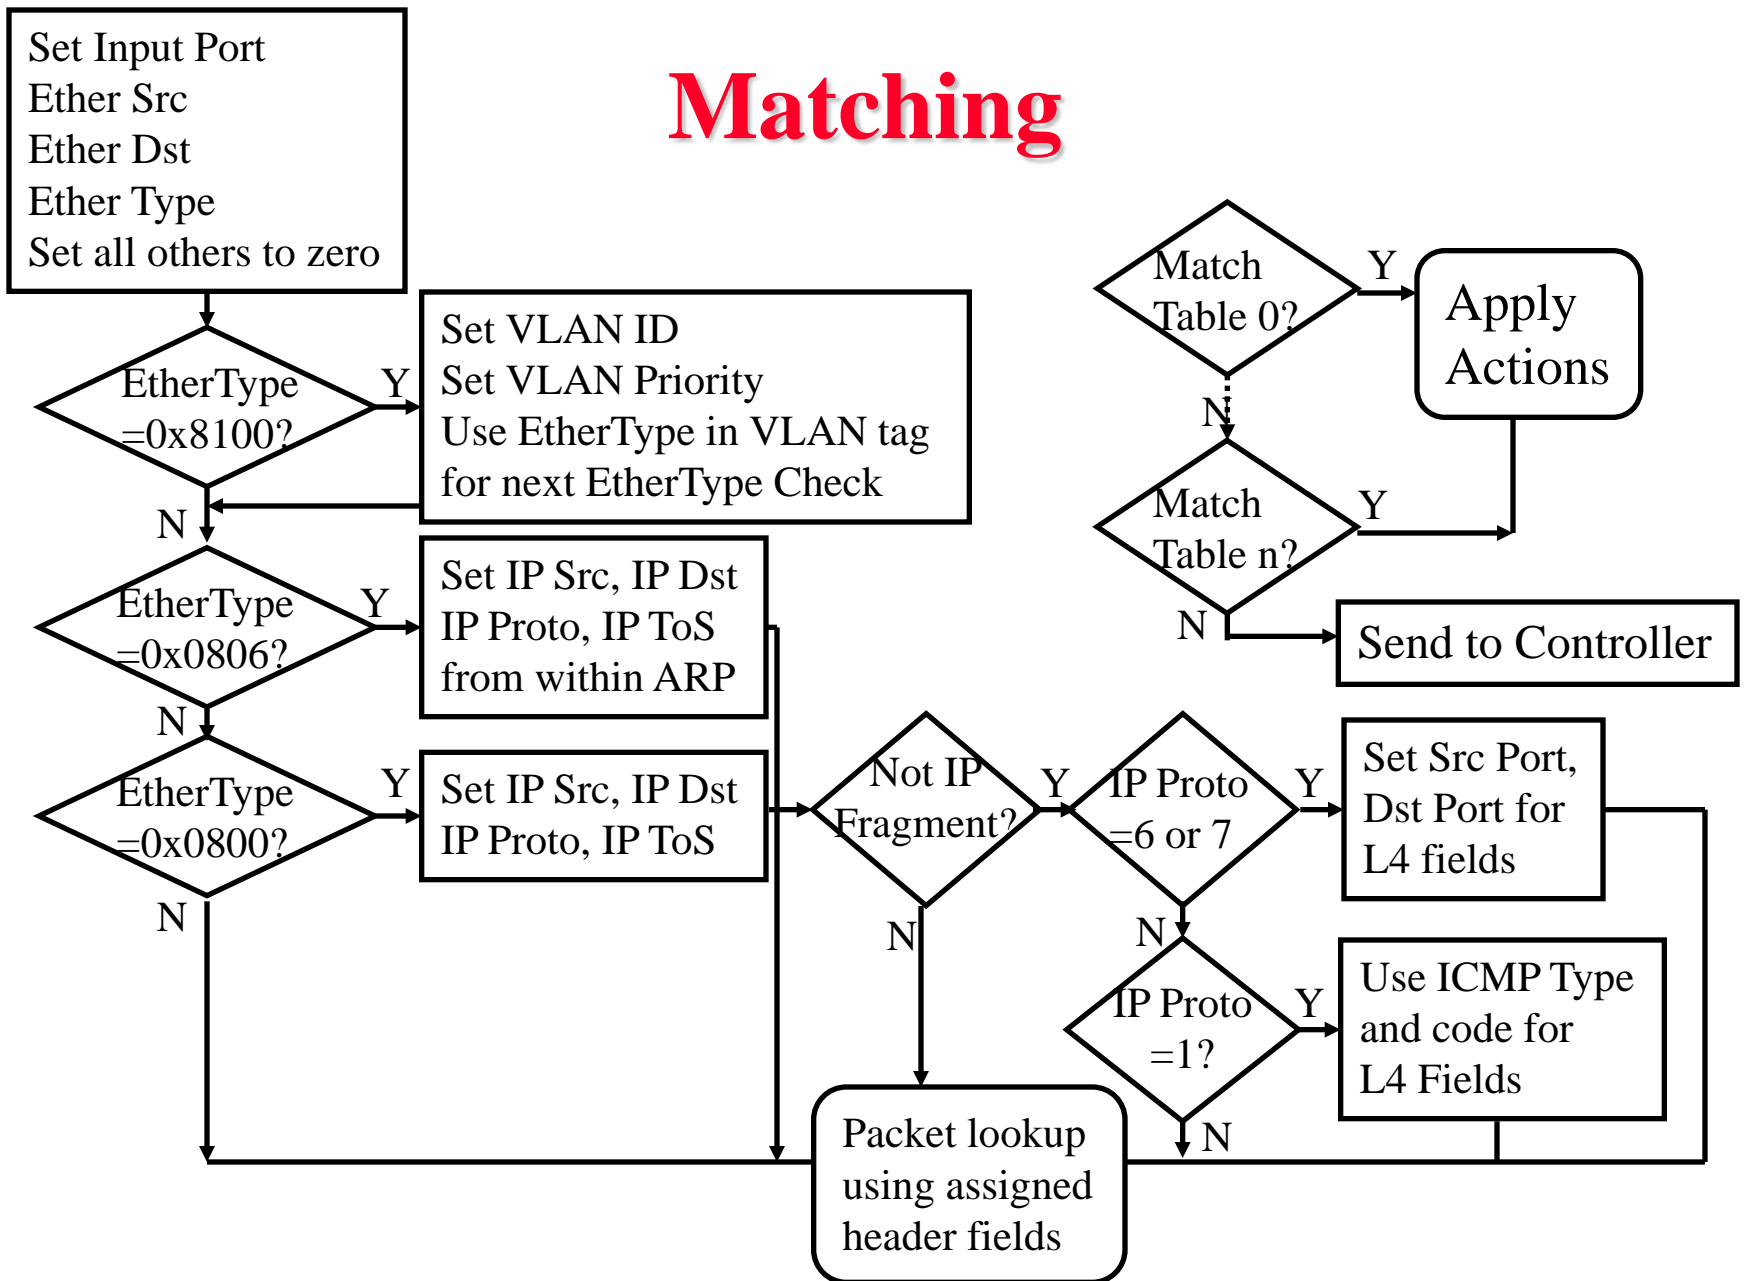 Matching
Set Input Port
Ether Src
Ether Dst
Ether Type
Set all others to zero
EtherType
=0x8100?
Y
N
Set VLAN ID
Set VLAN Priority
Use EtherType in VLAN tag
for next EtherType Check
EtherType
=0x0806?
Y
N
Set IP Src, IP Dst
IP Proto, IP ToS
from within ARP
EtherType
=0x0800?
Y
N
Set IP Src, IP Dst
IP Proto, IP ToS
Not IP
Fragment?
Y
N
IP Proto
=6 or 7
Y
N
Set Src Port,
Dst Port for
L4 fields
IP Proto
=1?
Y
N
Use ICMP Type
and code for
L4 Fields
Packet lookup
using assigned
header fields
Match
Table 0?
Y
N
Apply
Actions
Match
Table n?
Y
N
Send to Controller